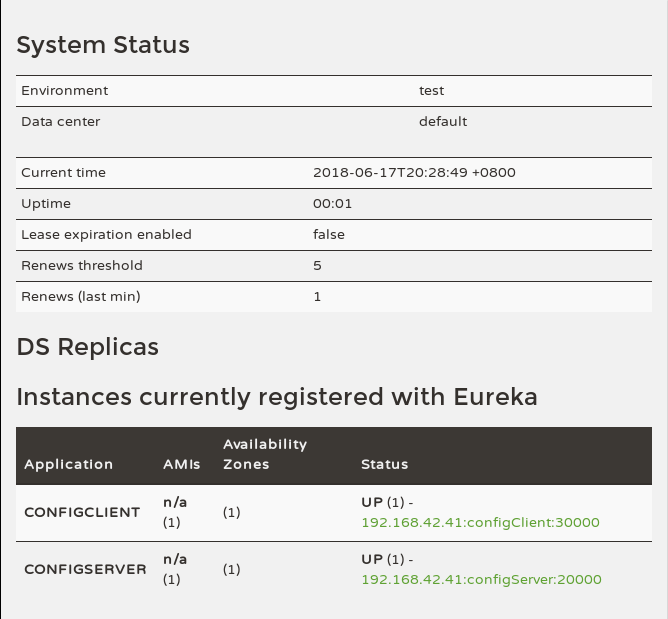 System Status
Environment test
Data center default
Current time 2018-06-17T20:28:49 +0800
Uptime 00:01
Lease expiration enabled false
Renews threshold 5
Renews (last min) 1
DS Replicas
Instances currently registered with Eureka
Application AMIs Availability Zones Status
CONFIGCLIENT n/a (1) (1) UP (1) - 192.168.42.41:configClient:30000
CONFIGSERVER n/a (1) (1) UP (1) - 192.168.42.41:configServer:20000